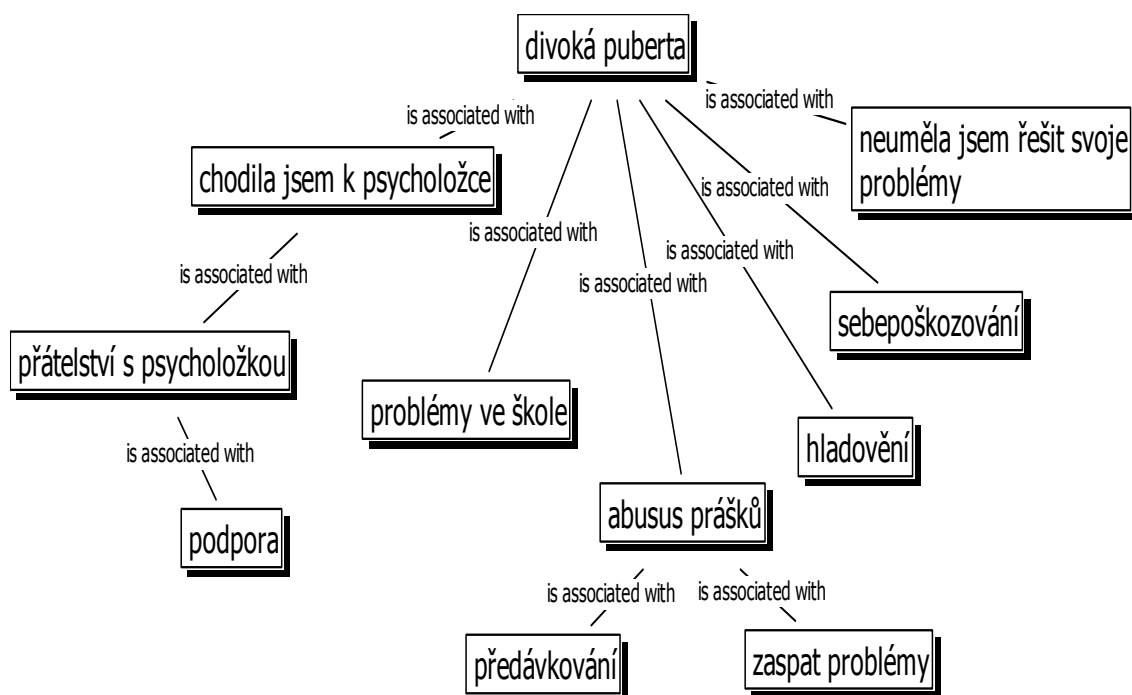 divoká puberta
is associated with
is associated with
neuměla jsem řešit svoje
problémy
chodila jsem k psycholožce
is associated with
is associated with
is associated with
is associated with
is associated with
sebepoškozování
přátelství s psycholožkou
problémy ve škole
hladovění
is associated with
abusus prášků
podpora
is associated with
is associated with
předávkování
zaspat problémy